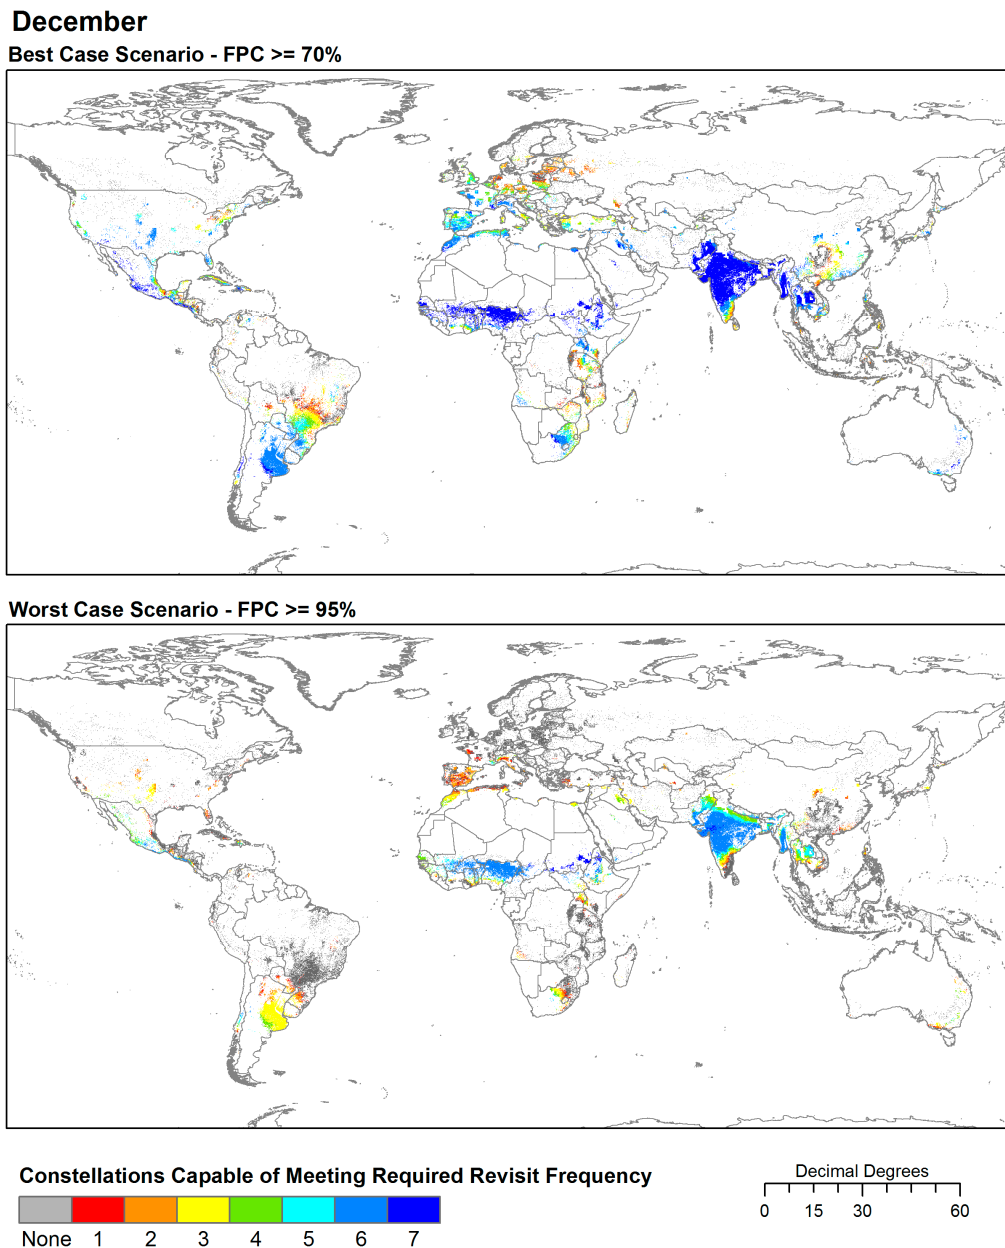 December
Best Case Scenario - FPC >= 70%
Worst Case Scenario - FPC >= 95%
Constellations Capable of Meeting Required Revisit Frequency
None 1 2 3 4 5 6 7
Decimal Degrees
0 15 30 60